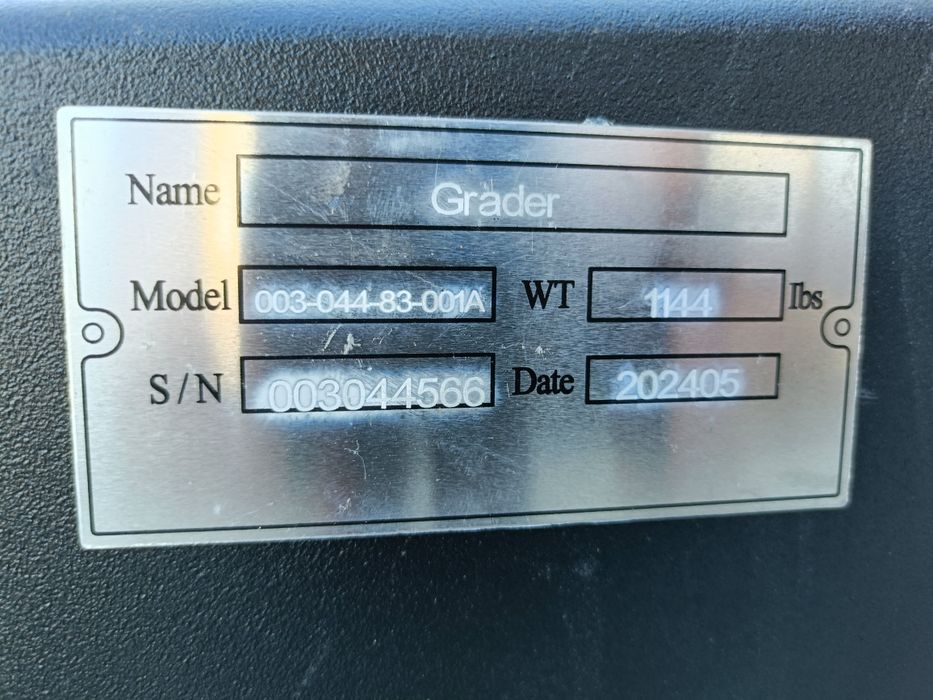 Name Grader
Model 003-044-83-001A WT 1144 lbs
S/N 003044566 Date 202405